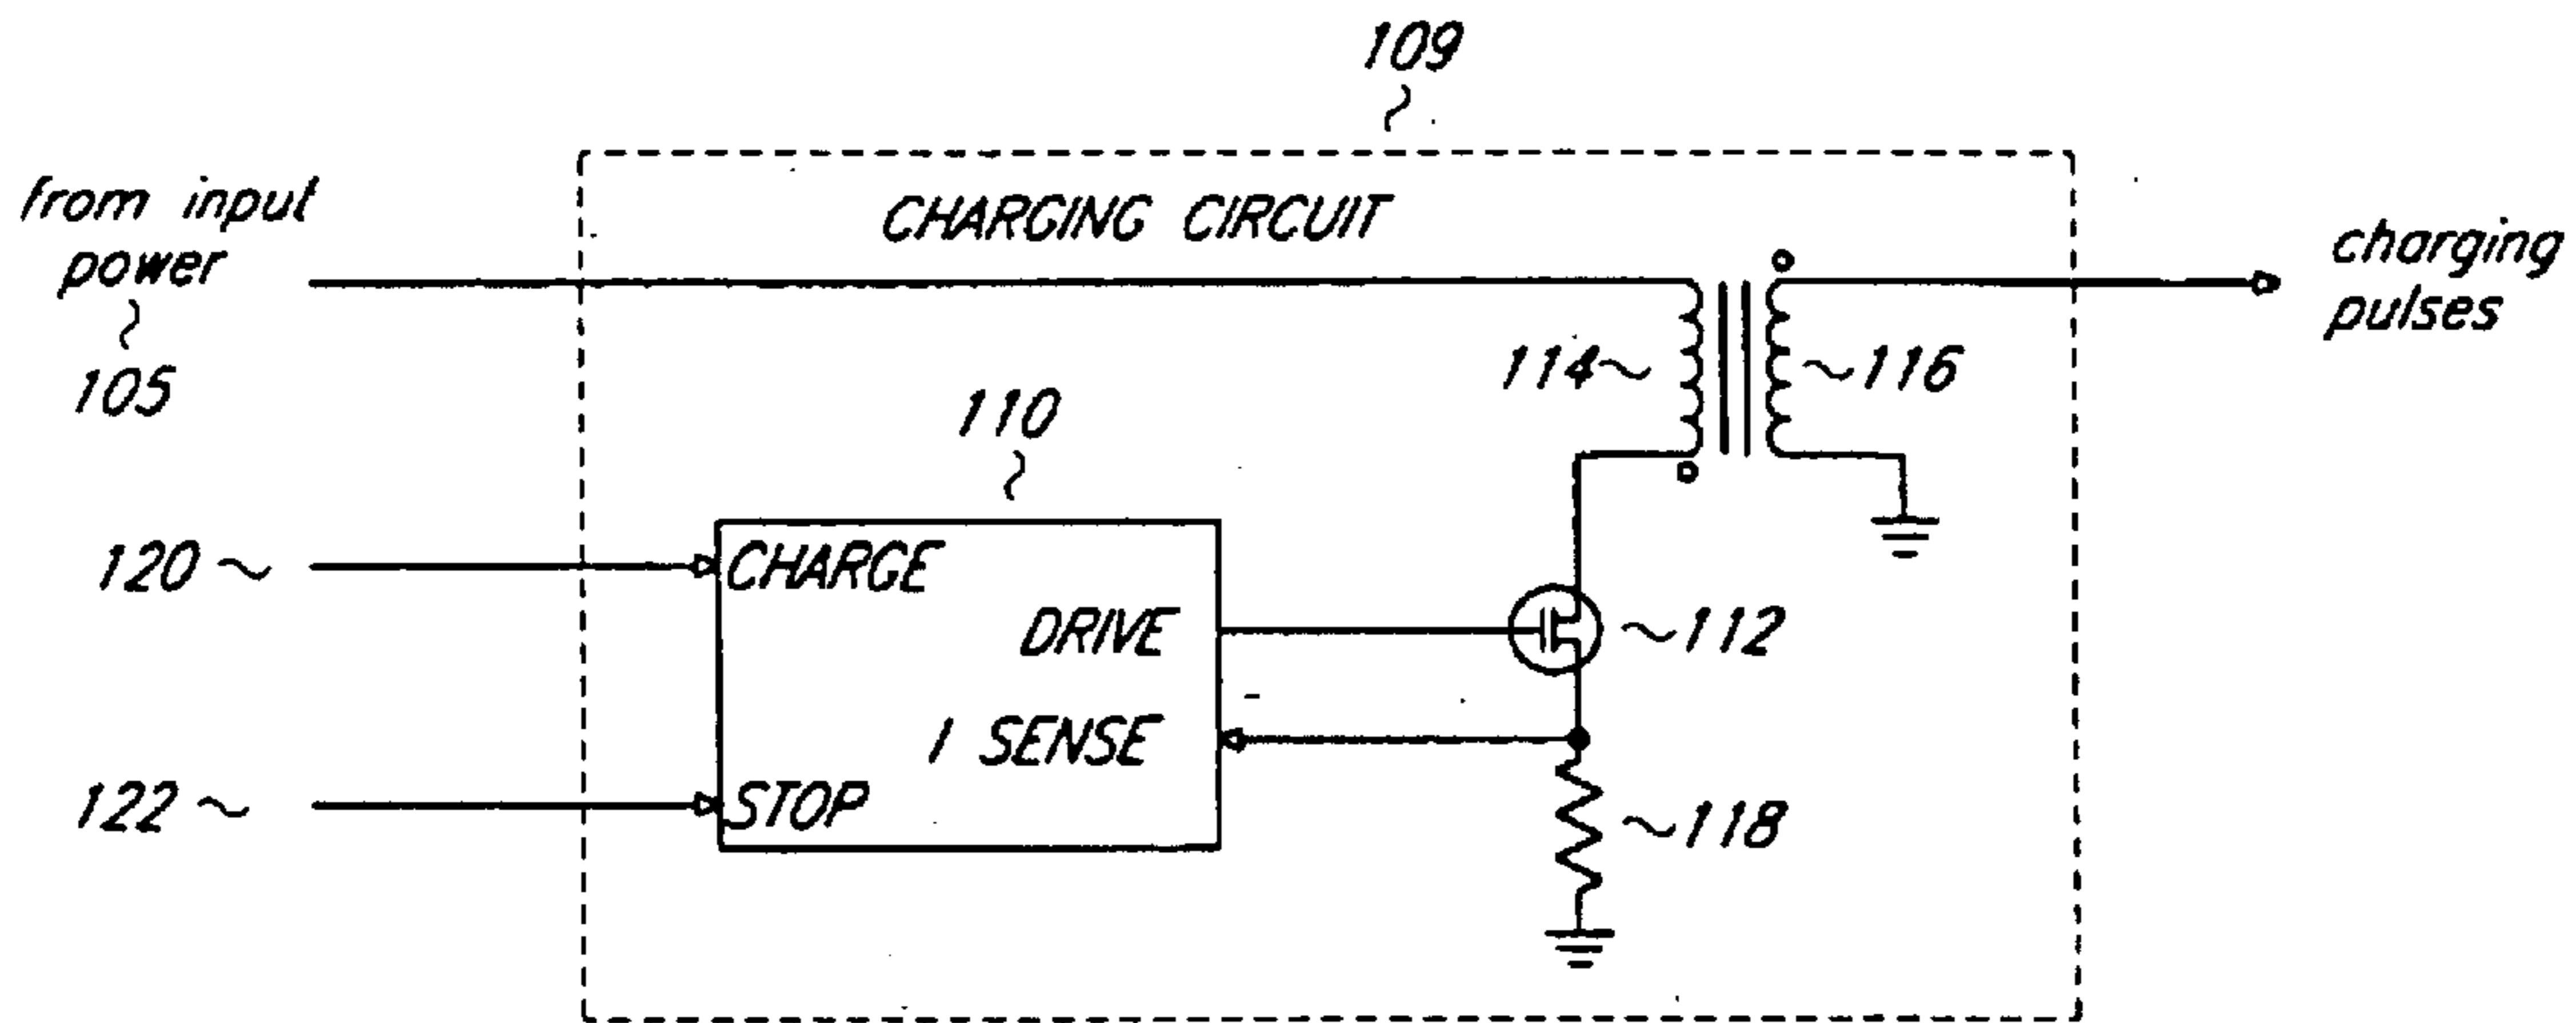 109
from input
power
105
CHARGING CIRCUIT
charging
pulses
114
116
110
120
CHARGE
DRIVE
112
I SENSE
122
STOP
118